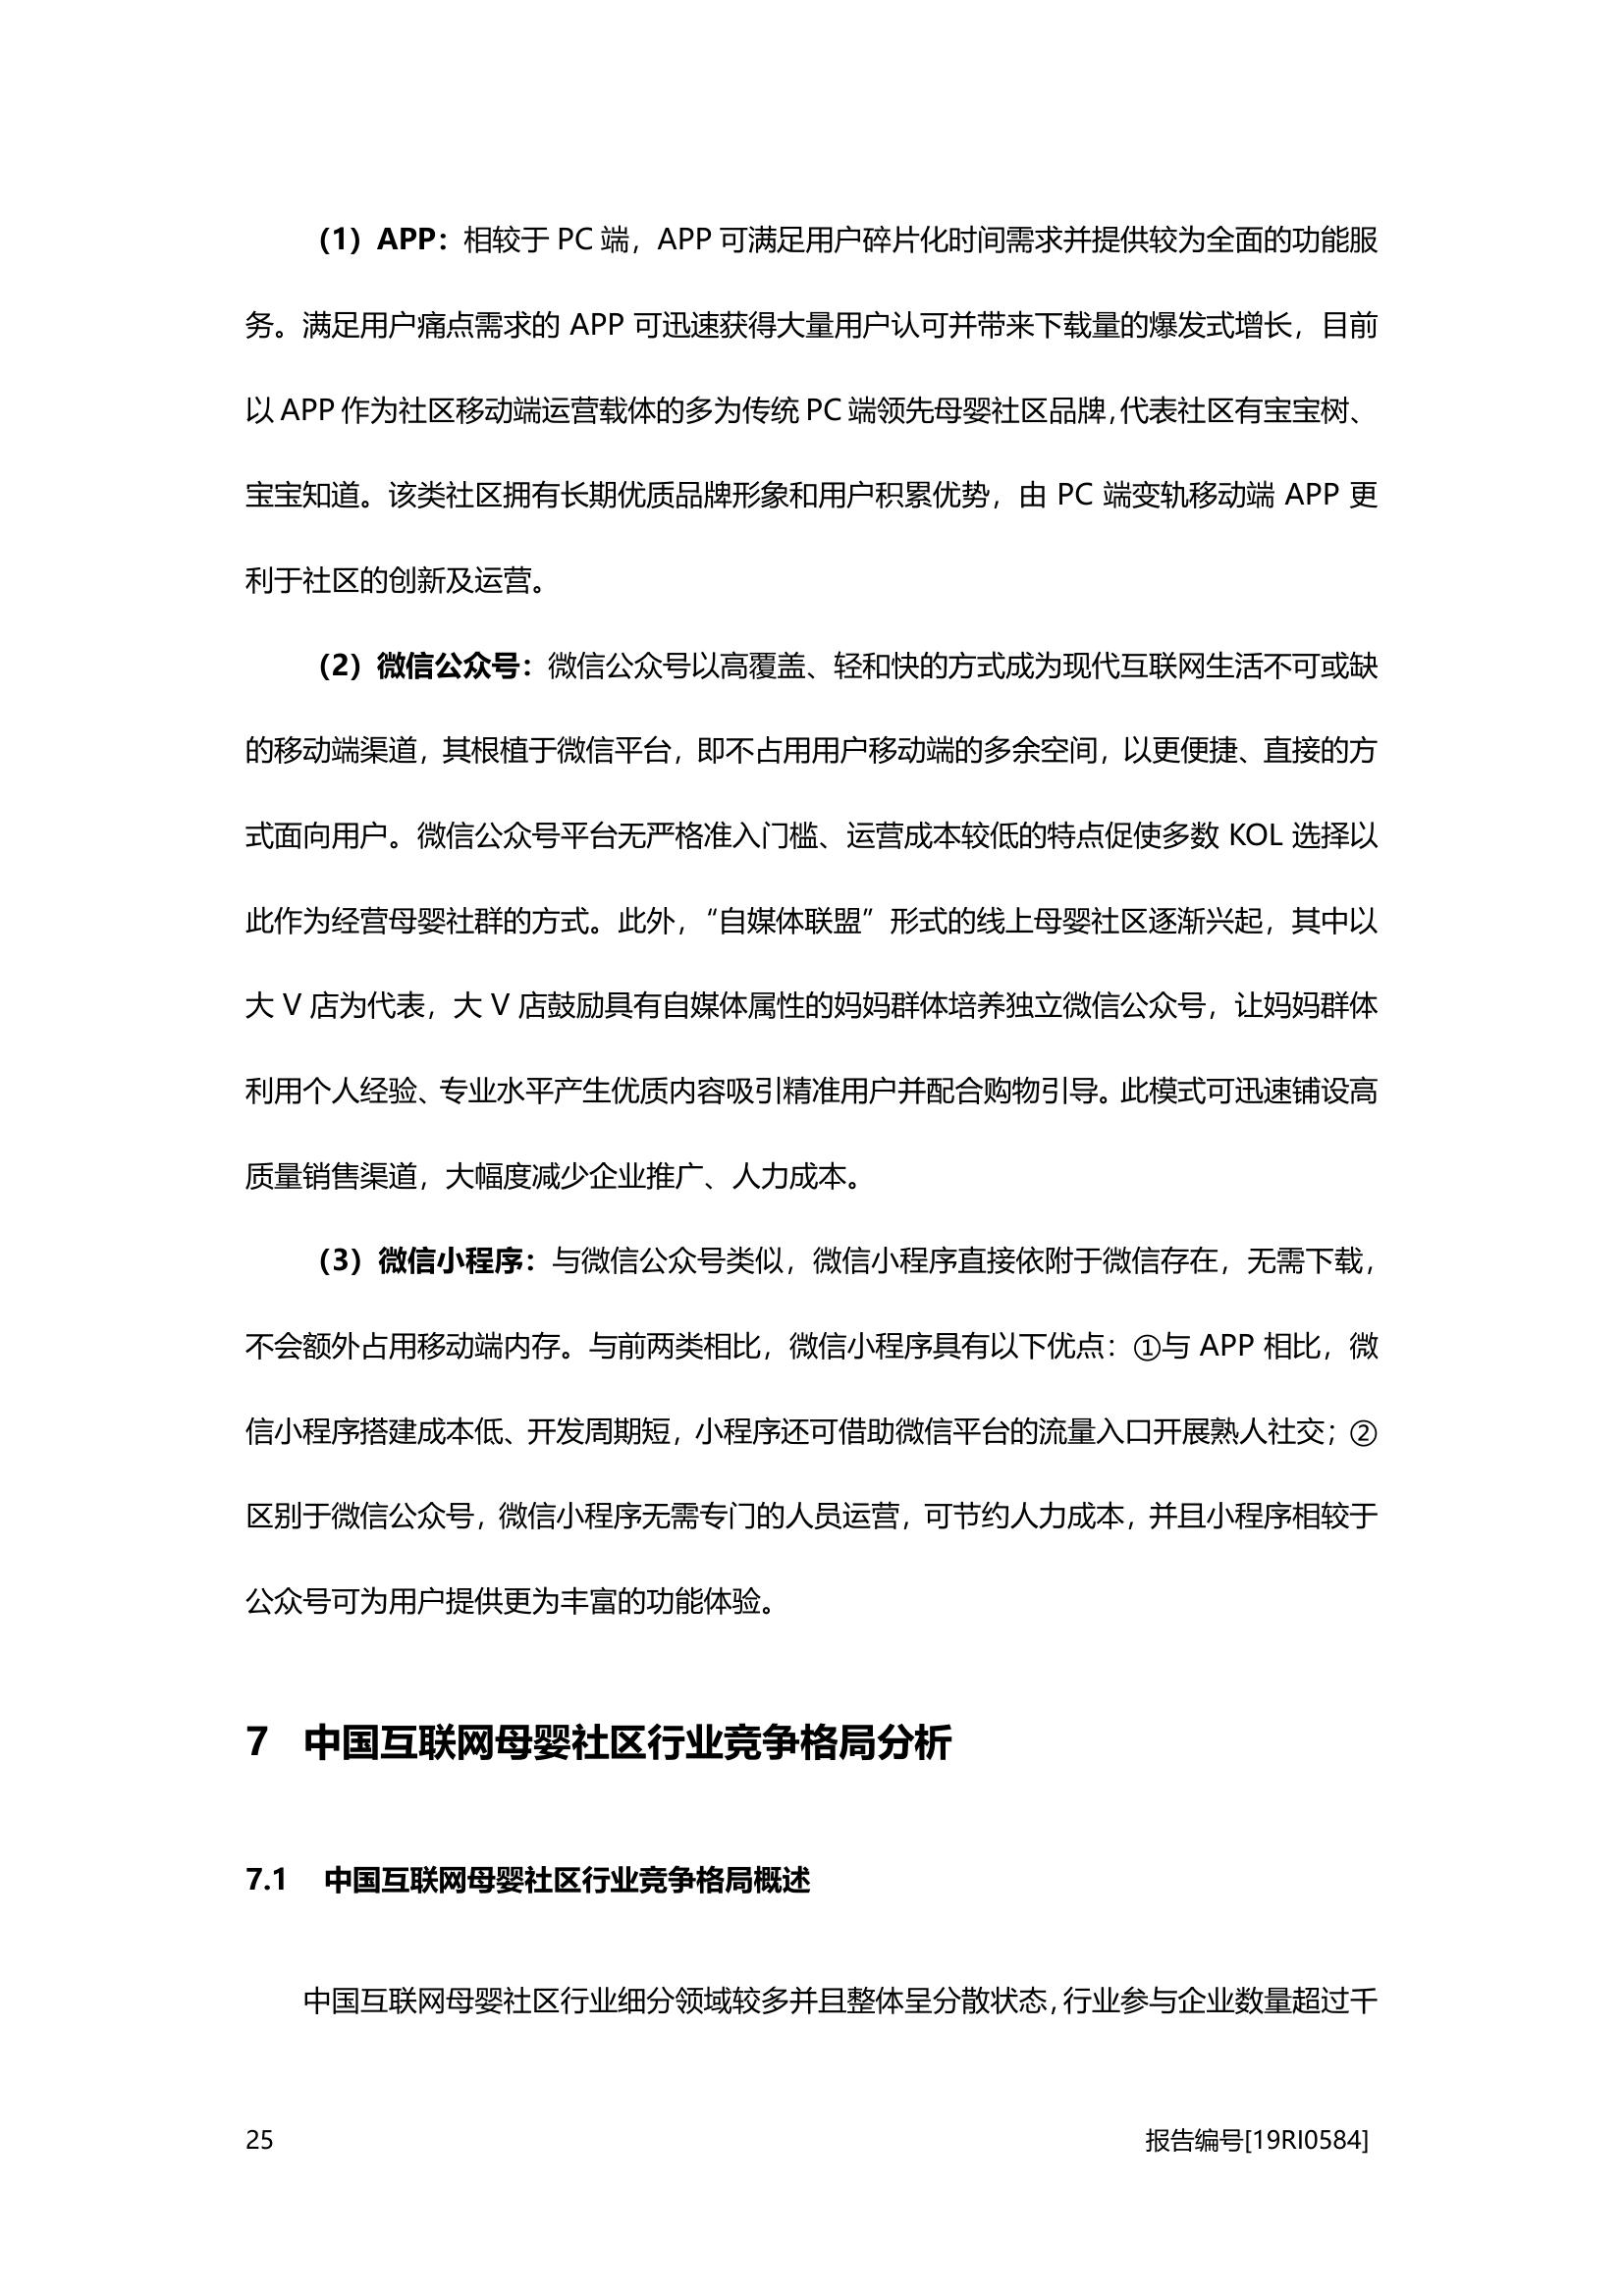 （1）APP：相较于 PC 端，APP 可满足用户碎片化时间需求并提供较为全面的功能服
务。满足用户痛点需求的 APP 可迅速获得大量用户认可并带来下载量的爆发式增长，目前
以 APP 作为社区移动端运营载体的多为传统 PC 端领先母婴社区品牌，代表社区有宝宝树、
宝宝知道。该类社区拥有长期优质品牌形象和用户积累优势，由 PC 端变轨移动端 APP 更
利于社区的创新及运营。
（2）微信公众号：微信公众号以高覆盖、轻和快的方式成为现代互联网生活不可或缺
的移动端渠道，其根植于微信平台，即不占用用户移动端的多余空间，以更便捷、直接的方
式面向用户。微信公众号平台无严格准入门槛、运营成本较低的特点促使多数 KOL 选择以
此作为经营母婴社群的方式。此外，“自媒体联盟”形式的线上母婴社区逐渐兴起，其中以
大 V 店为代表，大 V 店鼓励具有自媒体属性的妈妈群体培养独立微信公众号，让妈妈群体
利用个人经验、专业水平产生优质内容吸引精准用户并配合购物引导。此模式可迅速铺设高
质量销售渠道，大幅度减少企业推广、人力成本。
（3）微信小程序：与微信公众号类似，微信小程序直接依附于微信存在，无需下载，
不会额外占用移动端内存。与前两类相比，微信小程序具有以下优点：①与 APP 相比，微
信小程序搭建成本低、开发周期短，小程序还可借助微信平台的流量入口开展熟人社交；②
区别于微信公众号，微信小程序无需专门的人员运营，可节约人力成本，并且小程序相较于
公众号可为用户提供更为丰富的功能体验。
7 中国互联网母婴社区行业竞争格局分析
7.1 中国互联网母婴社区行业竞争格局概述
中国互联网母婴社区行业细分领域较多并且整体呈分散状态，行业参与企业数量超过千
25 报告编号[19RI0584]